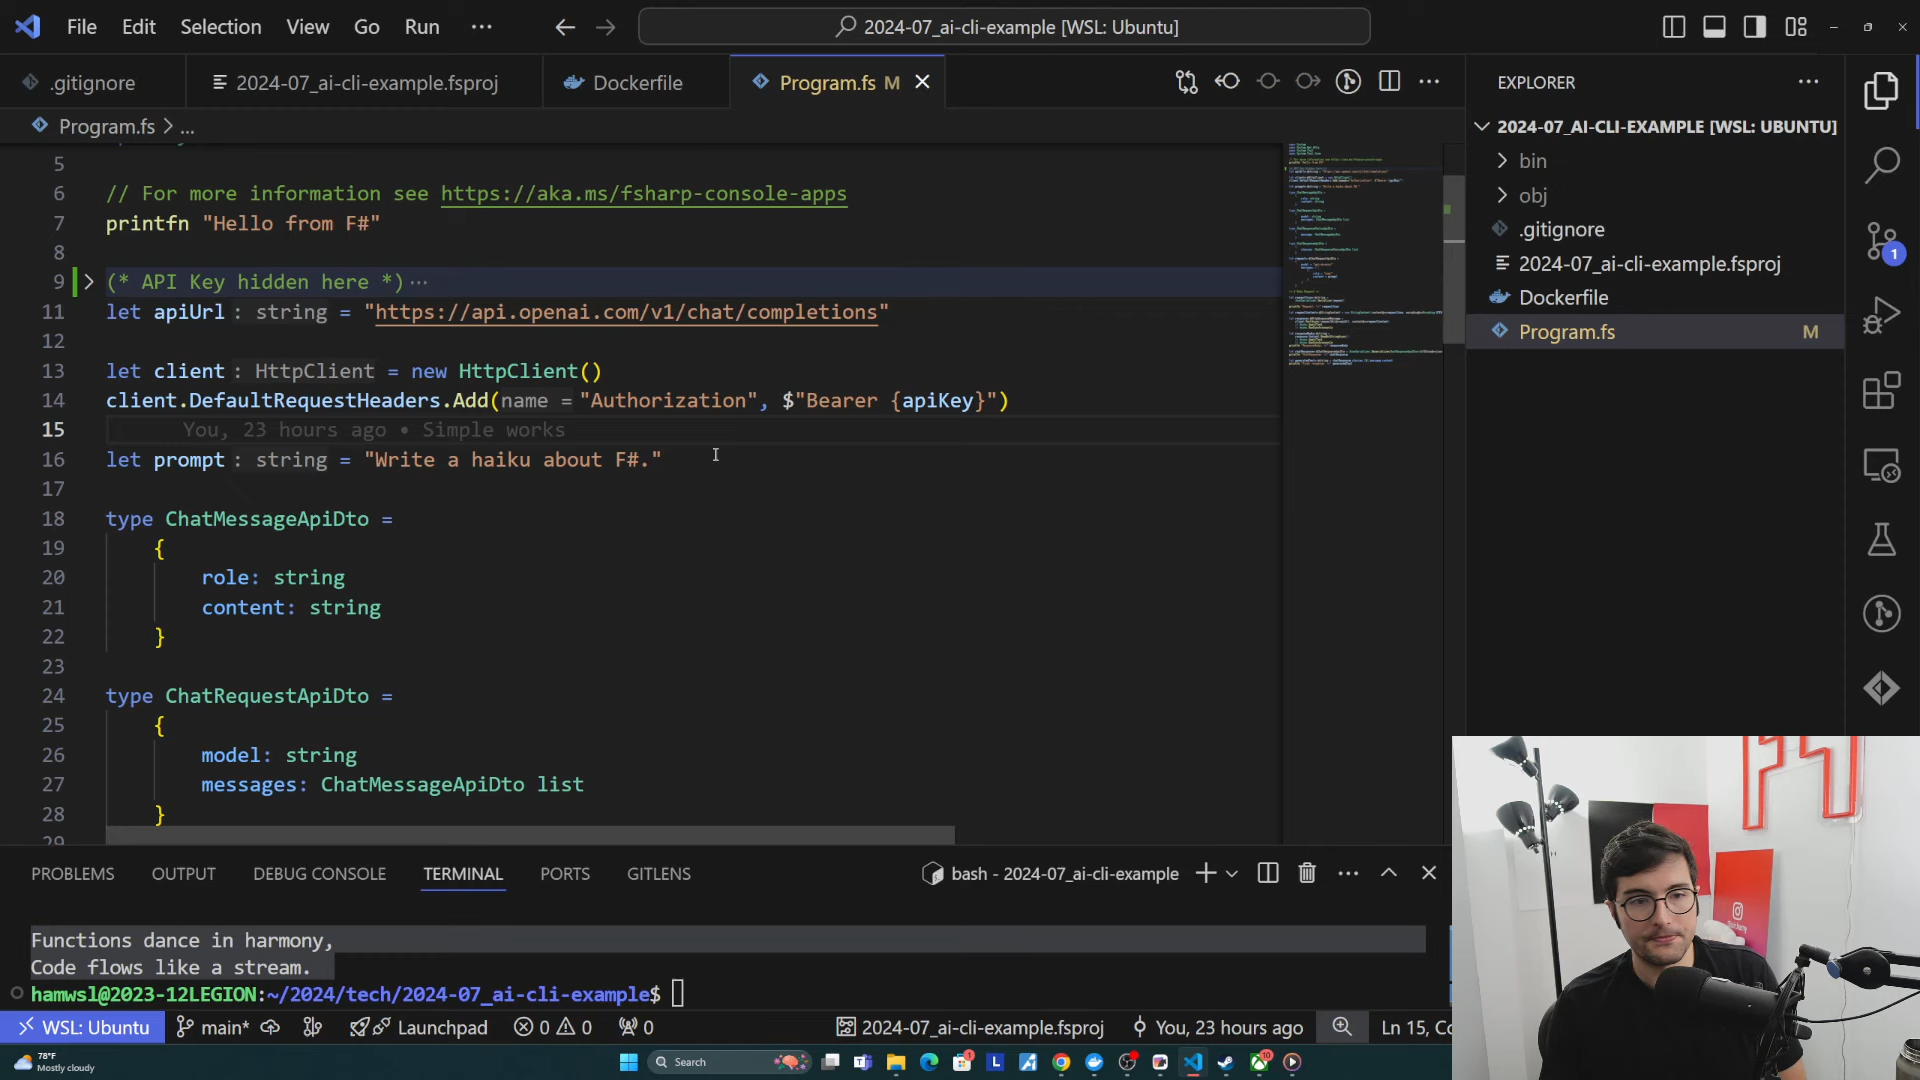 File Edit Selection View Go Run ···
2024-07_ai-cli-example [WSL: Ubuntu]
.gitignore
2024-07_ai-cli-example.fsproj
Dockerfile
Program.fs M
Program.fs > ...
5
6 // For more information see https://aka.ms/fsharp-console-apps
7 printfn "Hello from F#"
8
9 (* API Key hidden here *)···
11 let apiUrl: string = "https://api.openai.com/v1/chat/completions"
12
13 let client: HttpClient = new HttpClient()
14 client.DefaultRequestHeaders.Add(name = "Authorization", $"Bearer {apiKey}")
15 You, 23 hours ago • Simple works
16 let prompt: string = "Write a haiku about F#."
17
18 type ChatMessageApiDto =
19 {
20 role: string
21 content: string
22 }
23
24 type ChatRequestApiDto =
25 {
26 model: string
27 messages: ChatMessageApiDto list
28 }
29
EXPLORER
2024-07_AI-CLI-EXAMPLE [WSL: UBUNTU]
bin
obj
.gitignore
2024-07_ai-cli-example.fsproj
Dockerfile
Program.fs M
1
PROBLEMS OUTPUT DEBUG CONSOLE TERMINAL PORTS GITLENS
bash - 2024-07_ai-cli-example
Functions dance in harmony,
Code flows like a stream.
hamwsl@2023-12LEGION:~/2024/tech/2024-07_ai-cli-example$
WSL: Ubuntu main* Launchpad 0 0 0 2024-07_ai-cli-example.fsproj You, 23 hours ago Ln 15, Co
78°F
Mostly cloudy
Search
1
10